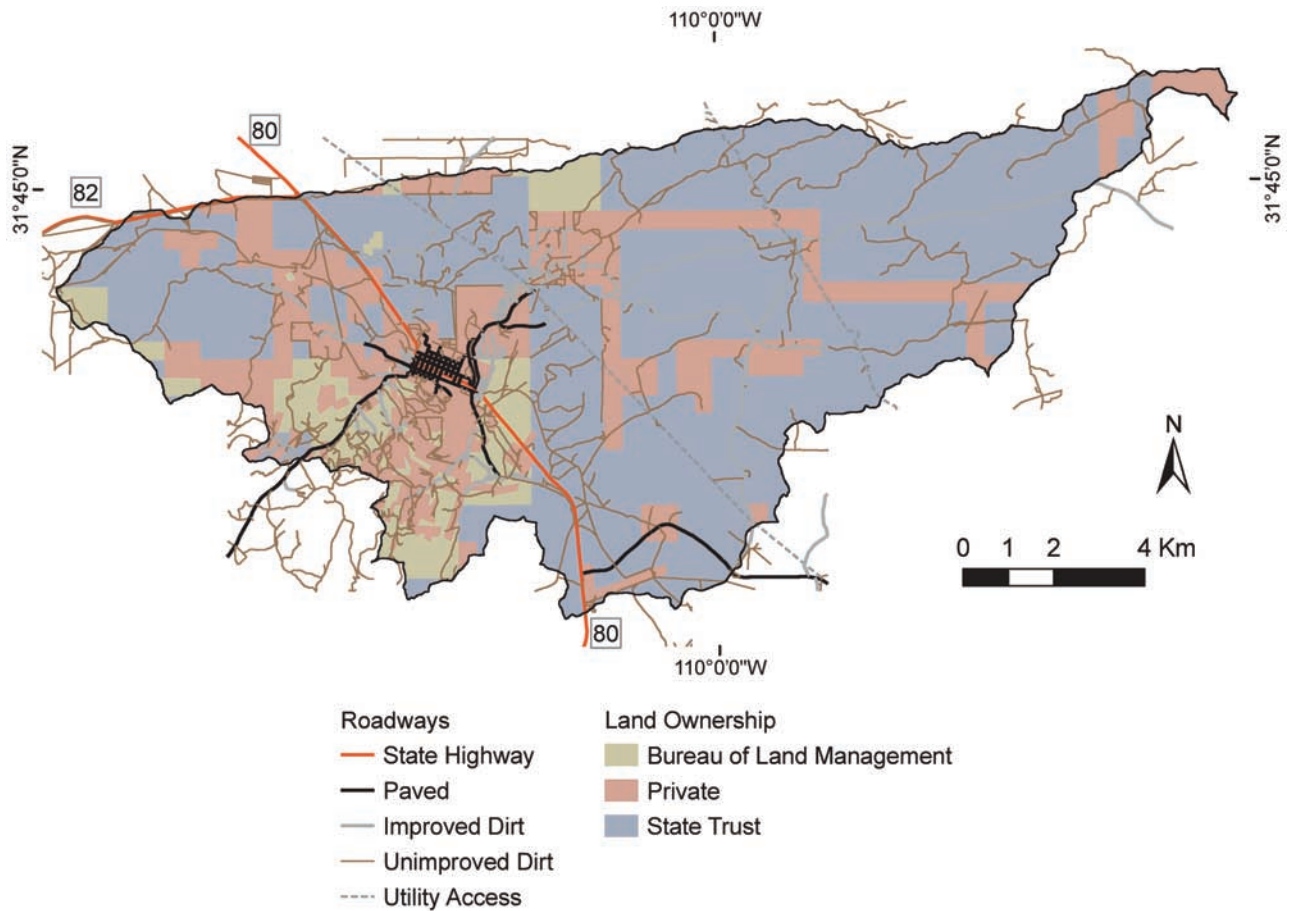 110°0'0"W
80
82
31°45'0"N
31°45'0"N
N
0 1 2 4 Km
80
110°0'0"W
Roadways
State Highway
Paved
Improved Dirt
Unimproved Dirt
Utility Access
Land Ownership
Bureau of Land Management
Private
State Trust